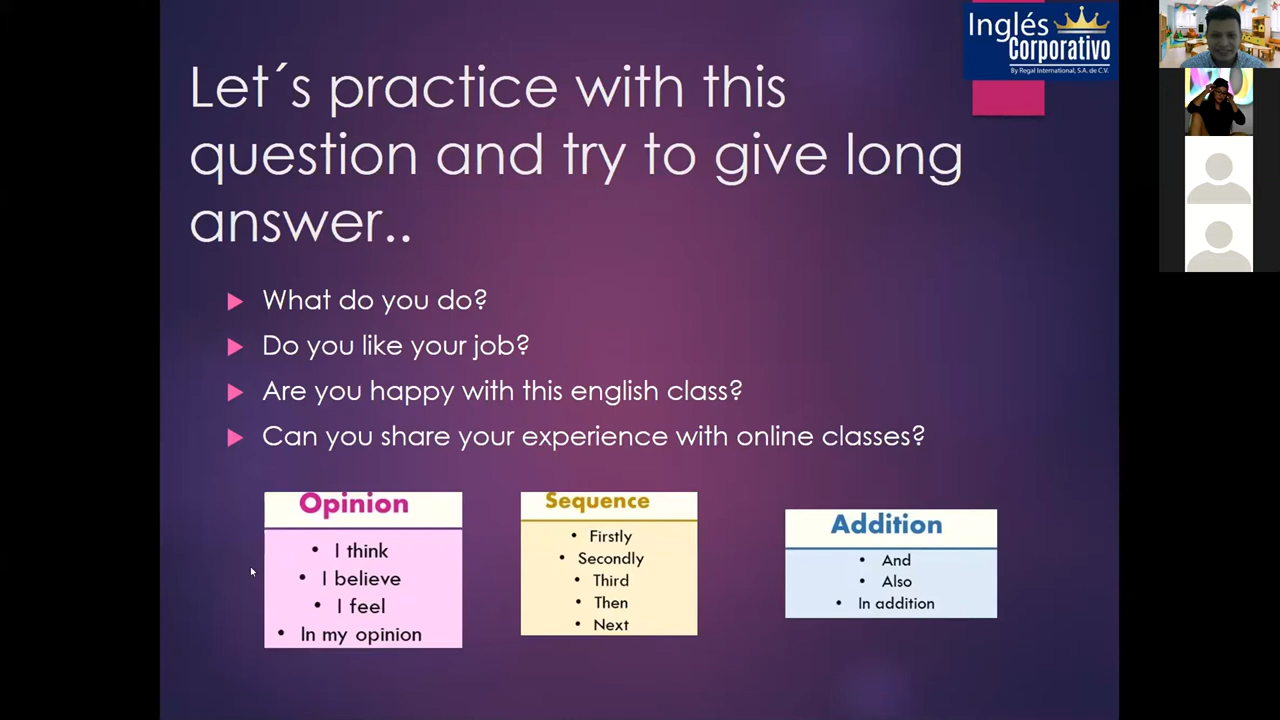 Inglés
Corporativo
By Regal International, S.A. de C.V.
Let´s practice with this
question and try to give long
answer..
What do you do?
Do you like your job?
Are you happy with this english class?
Can you share your experience with online classes?
Opinion
• I think
• I believe
• I feel
• In my opinion
Sequence
• Firstly
• Secondly
• Third
• Then
• Next
Addition
• And
• Also
• In addition